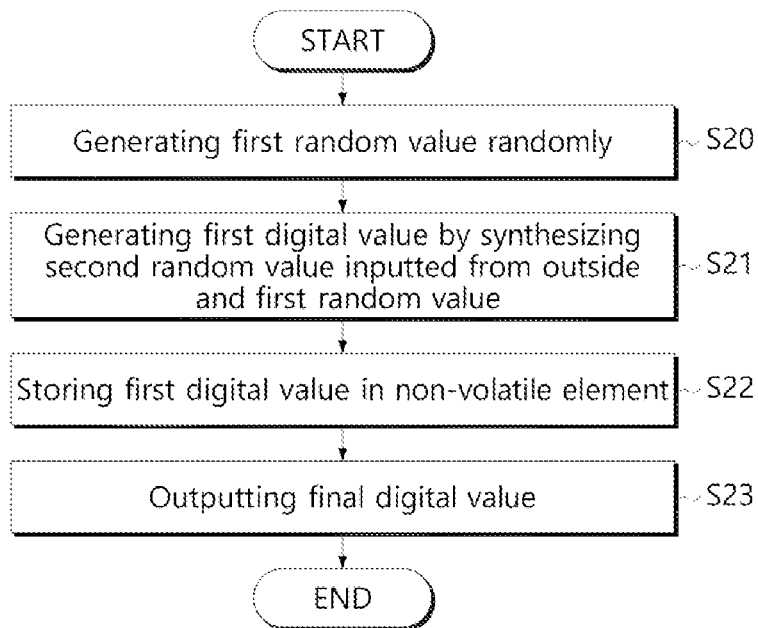 START
Generating first random value randomly
S20
Generating first digital value by synthesizing
second random value inputted from outside
and first random value
S21
Storing first digital value in non-volatile element
S22
Outputting final digital value
S23
END